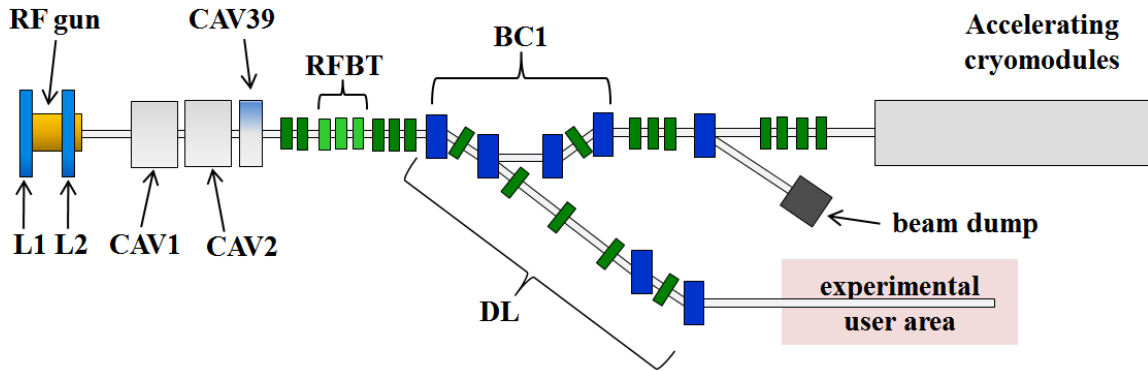 RF gun
CAV39
RFBT
BC1
Accelerating
cryomodules
L1
L2
CAV1
CAV2
beam dump
DL
experimental
user area